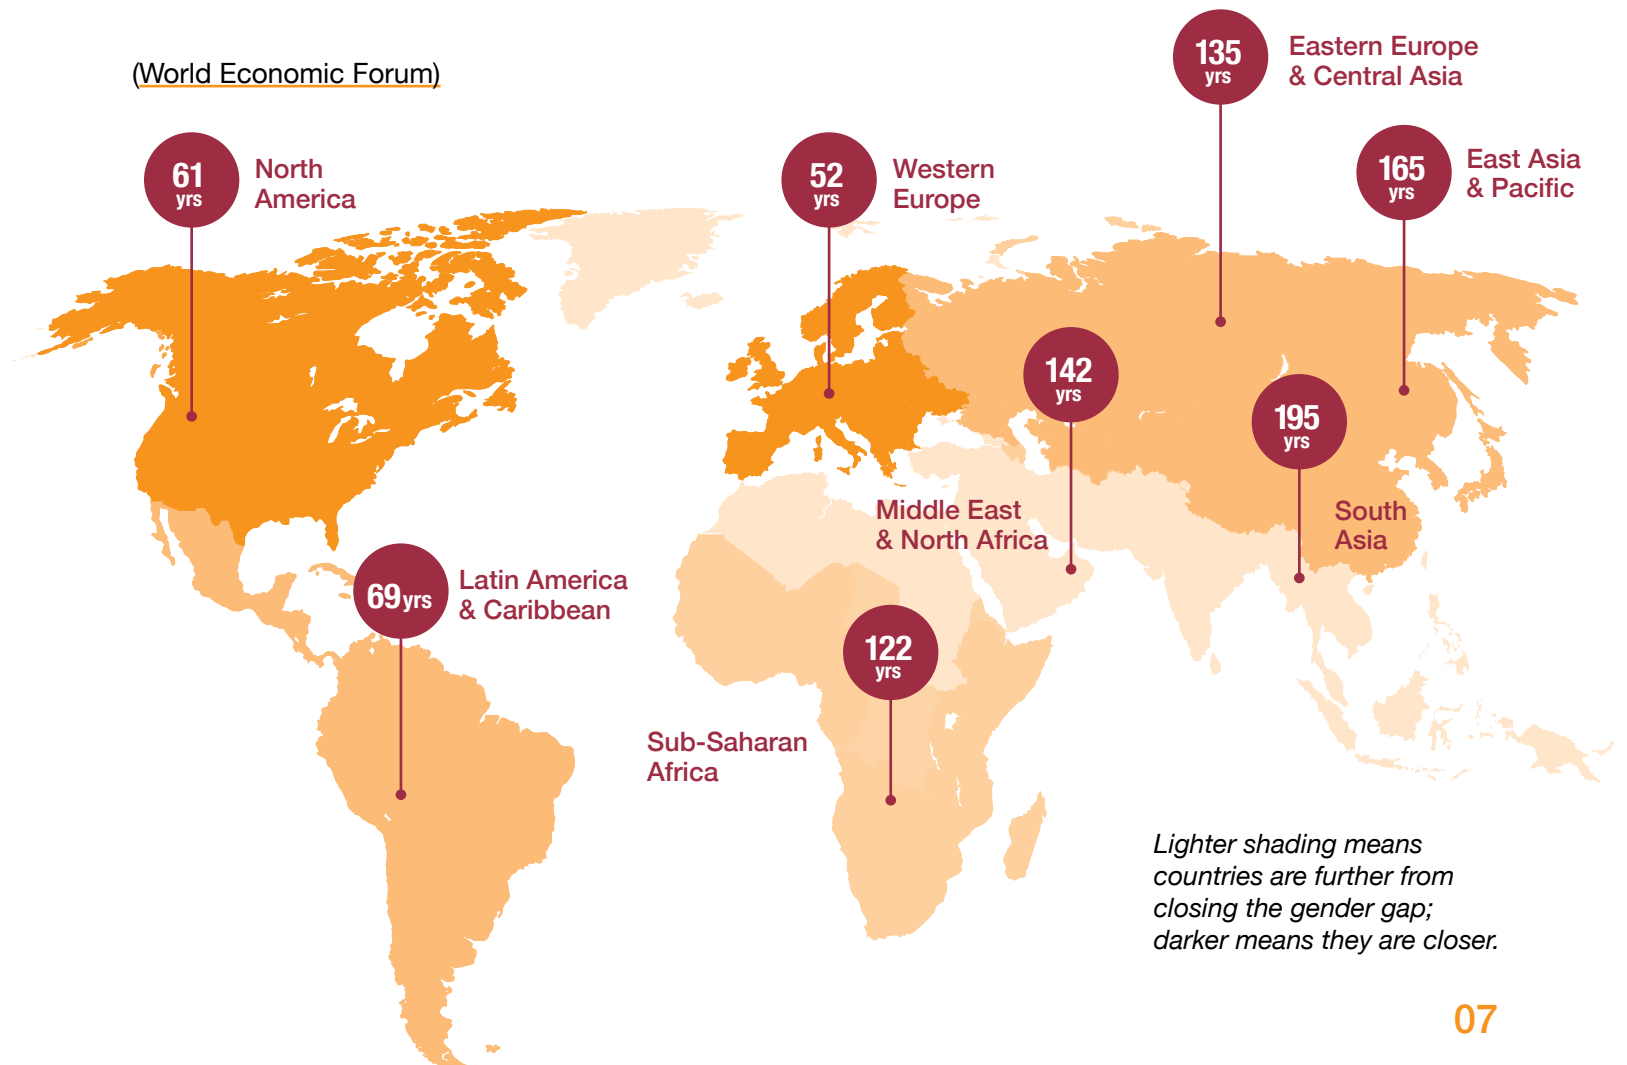 (World Economic Forum)
135
yrs
Eastern Europe
& Central Asia
61
yrs
North
America
52
yrs
Western
Europe
165
yrs
East Asia
& Pacific
142
yrs
Middle East
& North Africa
195
yrs
South
Asia
69 yrs
Latin America
& Caribbean
122
yrs
Sub-Saharan
Africa
Lighter shading means
countries are further from
closing the gender gap;
darker means they are closer.
07